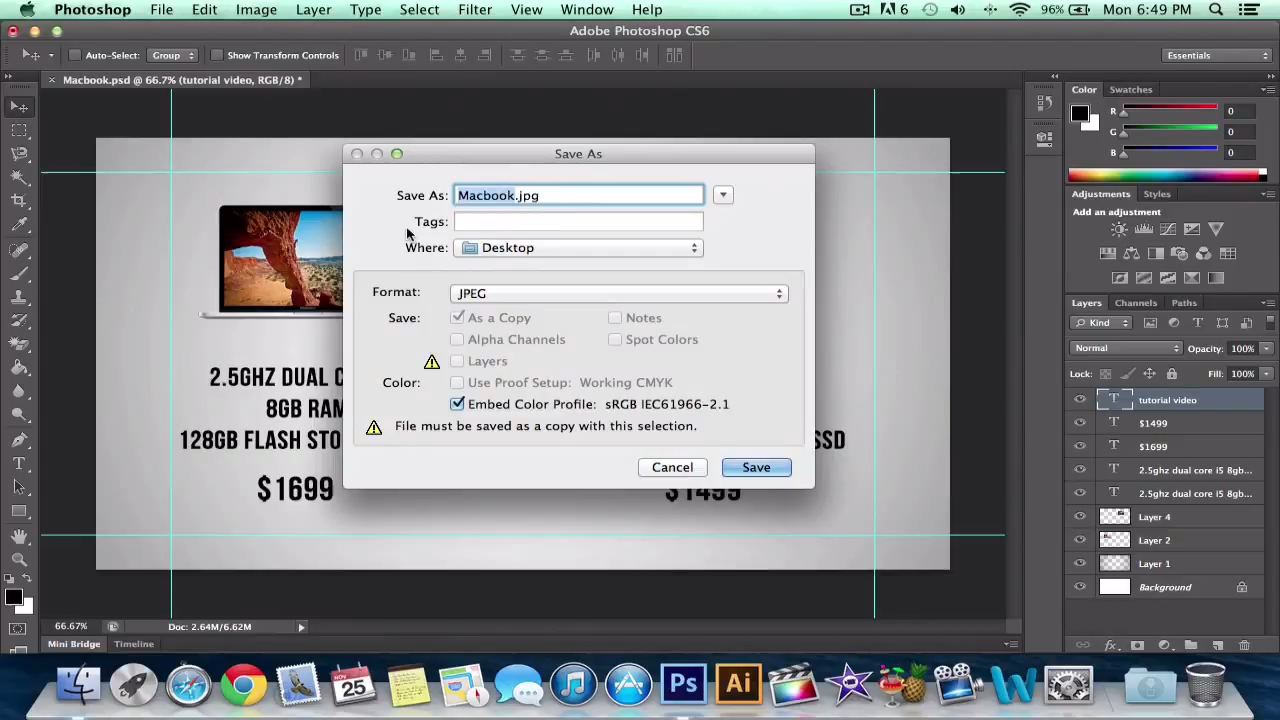 Photoshop File Edit Image Layer Type Select Filter View Window Help 6 96% Mon 6:49 PM
Adobe Photoshop CS6
Auto-Select: Group Show Transform Controls Essentials
Macbook.psd @ 66.7% (tutorial video, RGB/8) *
Color Swatches
R 0
G 0
B 0
Save As
Save As: Macbook.jpg
Tags:
Where: Desktop
Format: JPEG
Save: As a Copy Notes
Alpha Channels Spot Colors
Layers
Color: Use Proof Setup: Working CMYK
Embed Color Profile: sRGB IEC61966-2.1
File must be saved as a copy with this selection.
Cancel Save
2.5GHZ DUAL C
8GB RAM
128GB FLASH STO
$1699
SSD
$1499
Adjustments Styles
Add an adjustment
Layers Channels Paths
Kind
Normal Opacity: 100%
Lock: Fill: 100%
T tutorial video
T $1499
T $1699
T 2.5ghz dual core i5 8gb...
T 2.5ghz dual core i5 8gb...
Layer 4
Layer 2
Layer 1
Background
66.67% Doc: 2.64M/6.62M
Mini Bridge Timeline
fx
NOV 25 Ps Ai W